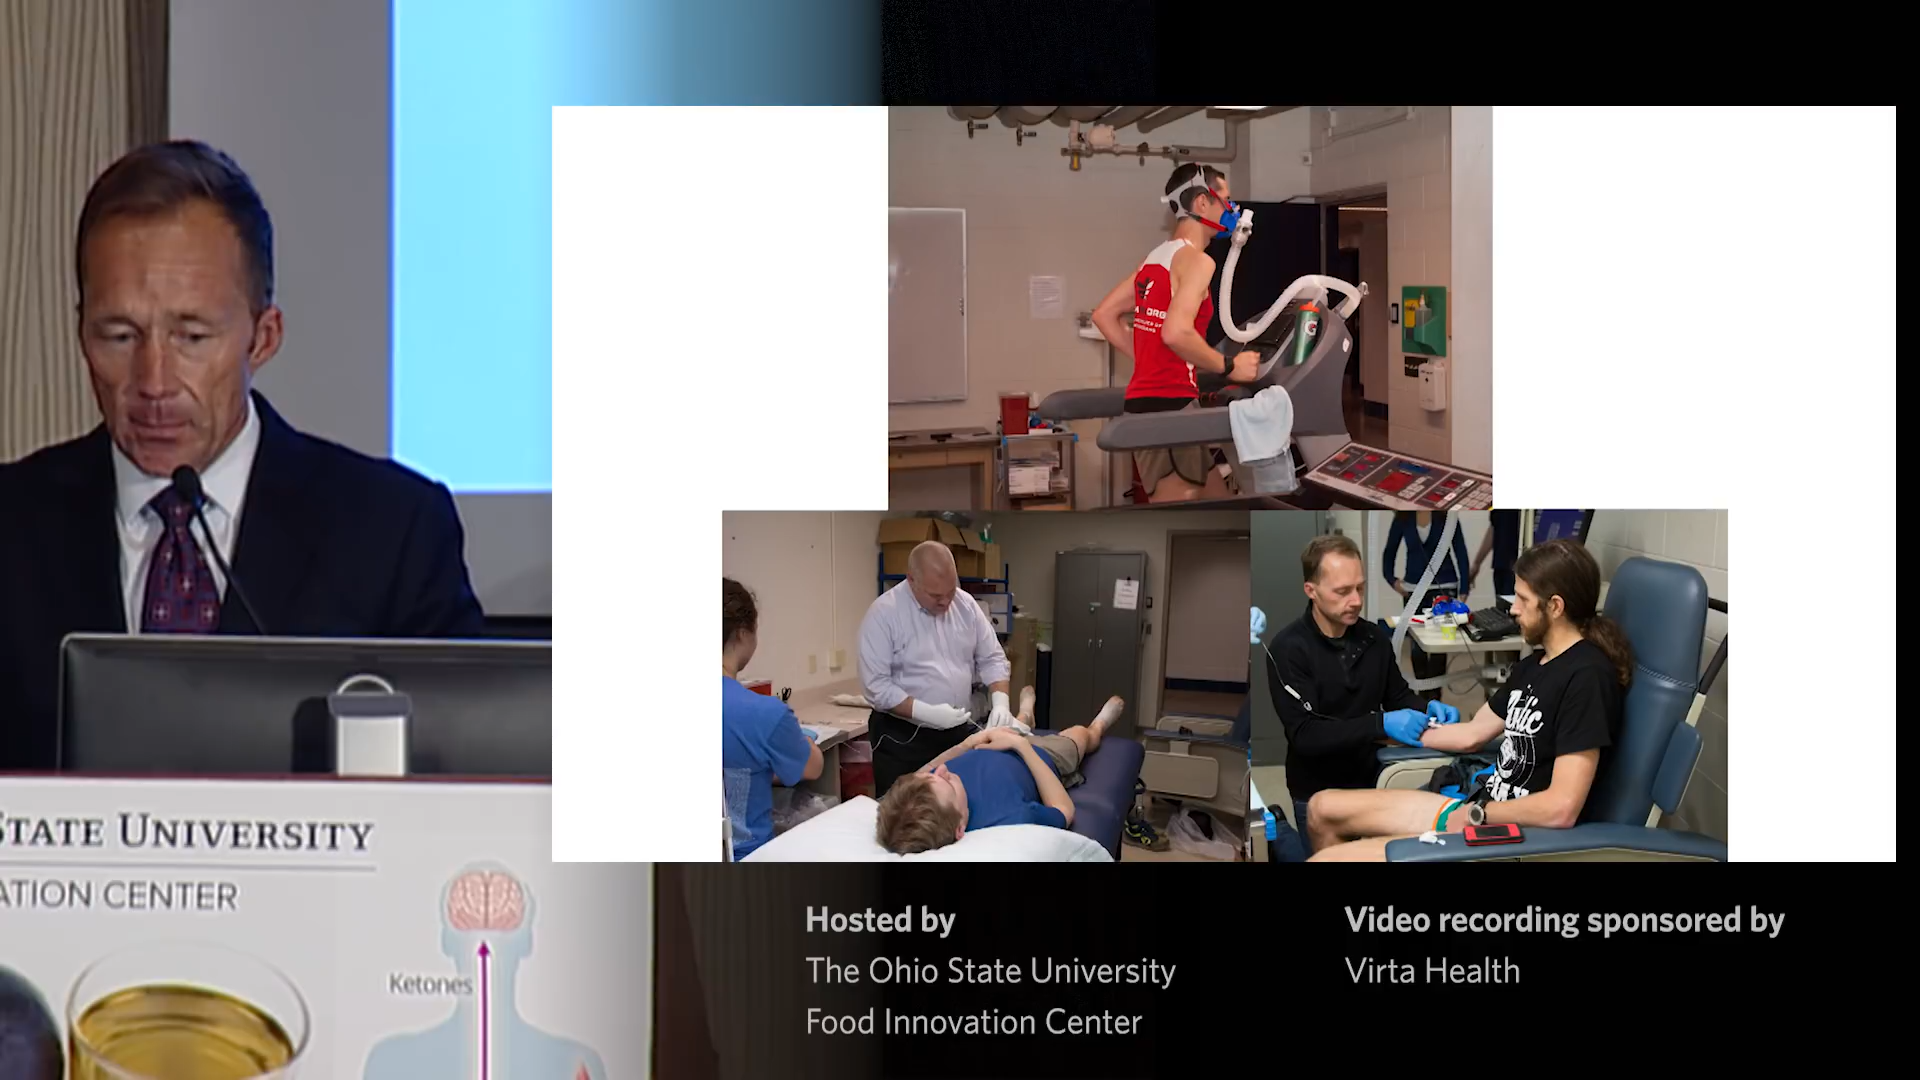 STATE UNIVERSITY
ATION CENTER
Ketones
Hosted by
The Ohio State University
Food Innovation Center
Video recording sponsored by
Virta Health